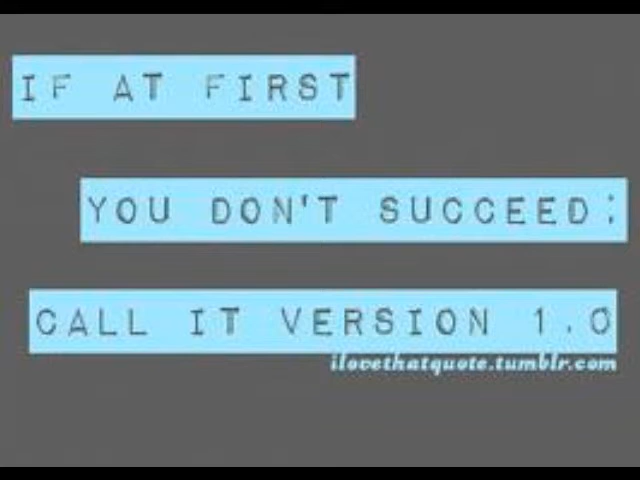 IF AT FIRST
YOU DON'T SUCCEED:
CALL IT VERSION 1.0
ilovethatquote.tumblr.com